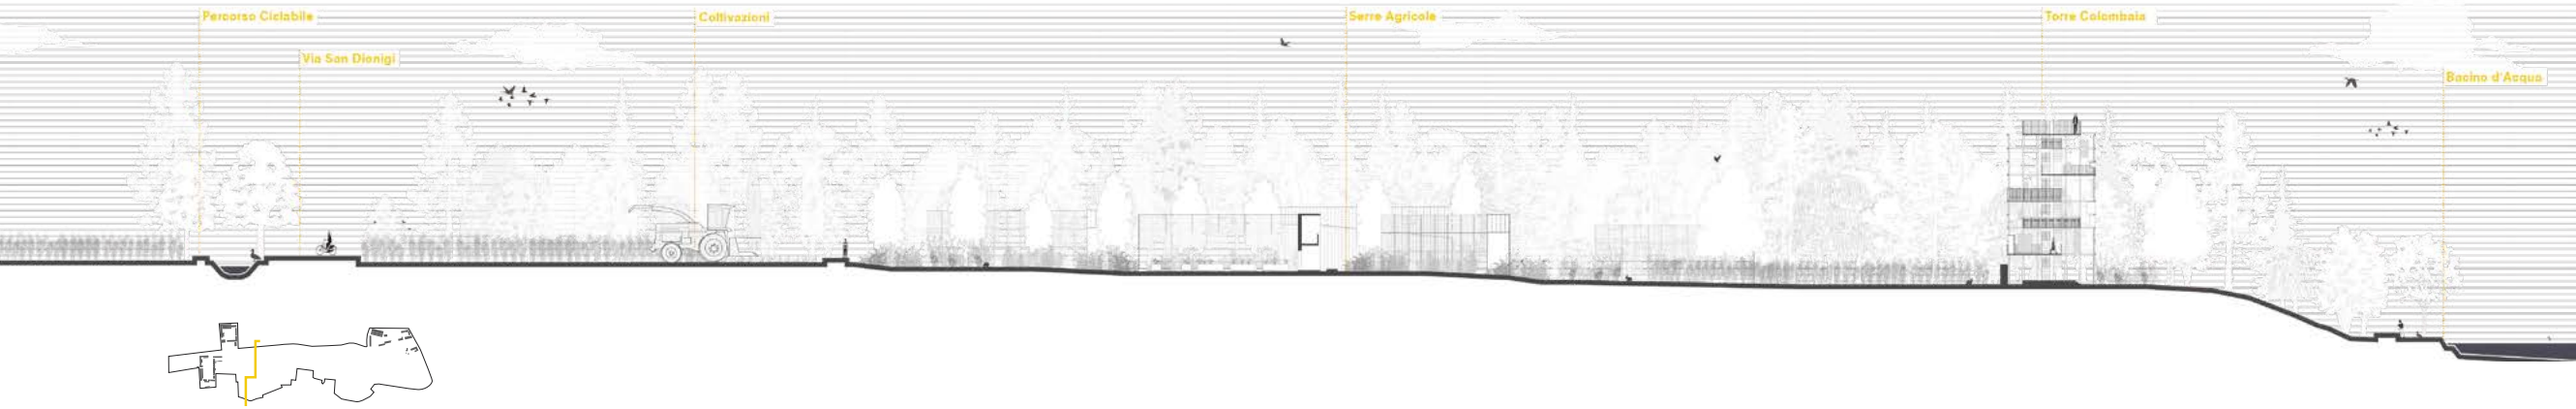 Percorso Ciclabile
Via San Dionigi
Coltivazioni
Serre Agricole
Torre Colombaia
Bacino d'Acqua